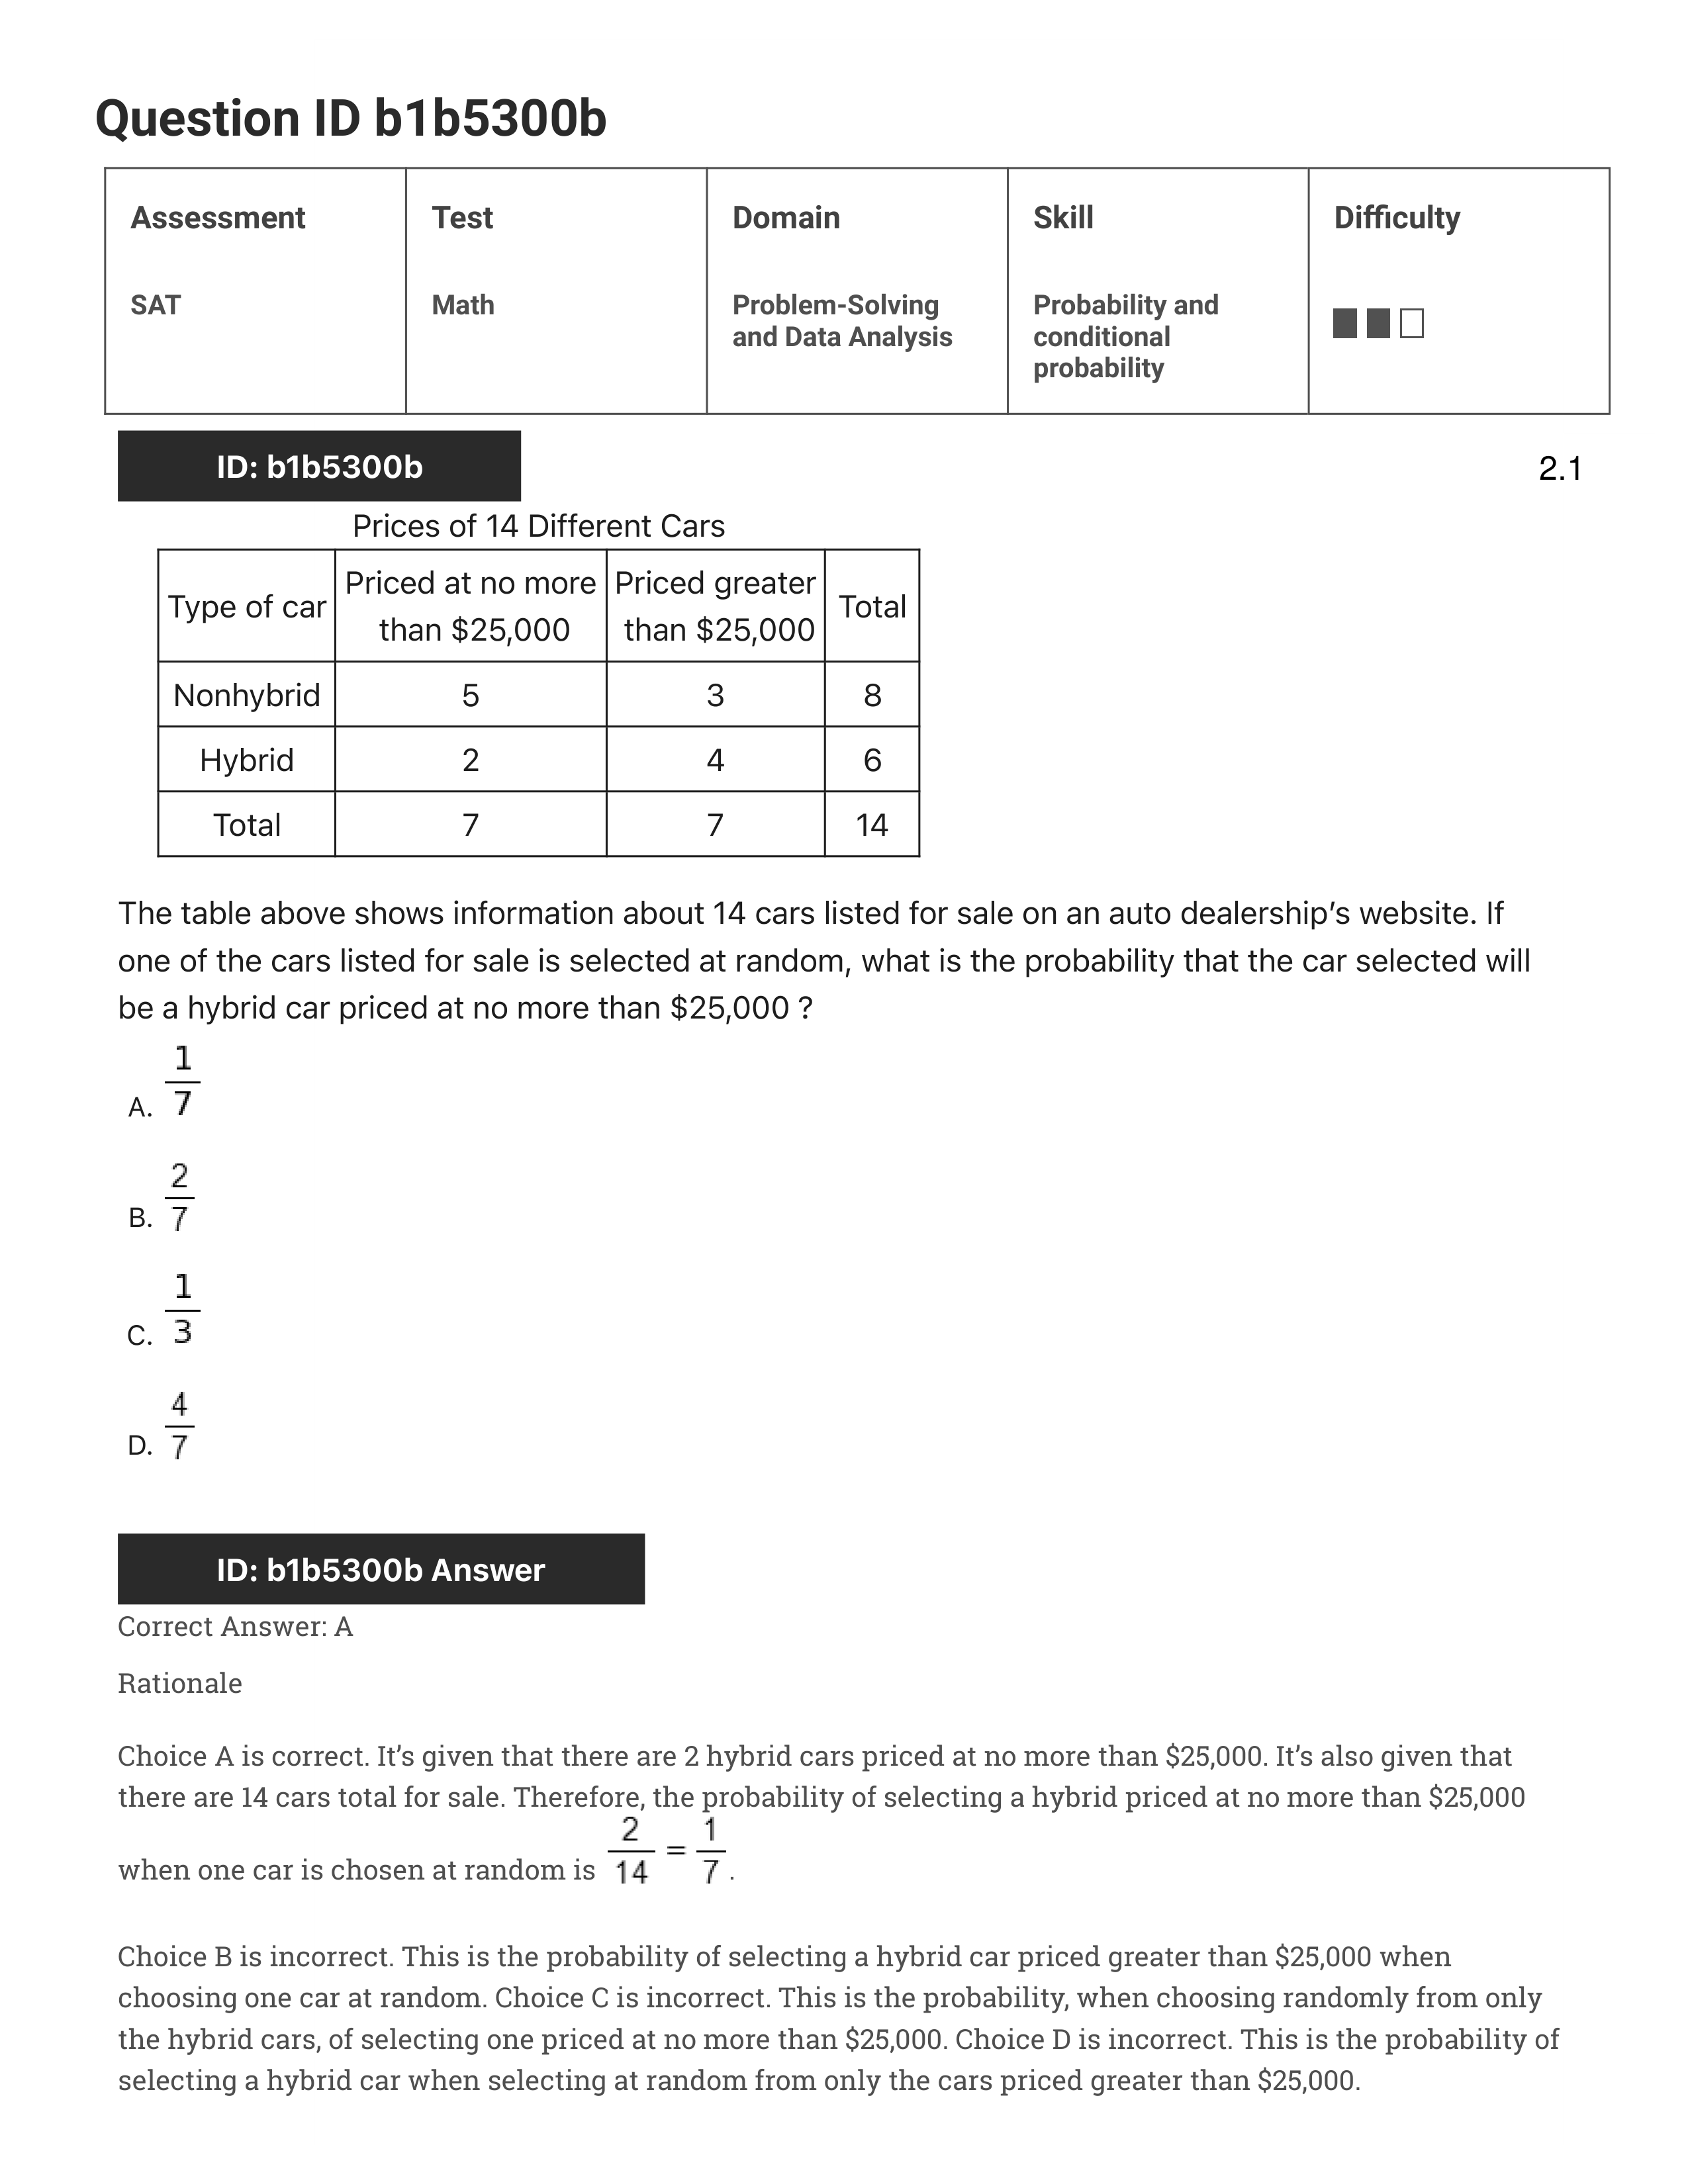 Question ID b1b5300b
Assessment Test Domain Skill Difficulty
SAT Math Problem-Solving and Data Analysis Probability and conditional probability
ID: b1b5300b 2.1
Prices of 14 Different Cars
Type of car Priced at no more than $25,000 Priced greater than $25,000 Total
Nonhybrid 5 3 8
Hybrid 2 4 6
Total 7 7 14
The table above shows information about 14 cars listed for sale on an auto dealership’s website. If
one of the cars listed for sale is selected at random, what is the probability that the car selected will
be a hybrid car priced at no more than $25,000 ?
A. 1/7
B. 2/7
C. 1/3
D. 4/7
ID: b1b5300b Answer
Correct Answer: A
Rationale
Choice A is correct. It’s given that there are 2 hybrid cars priced at no more than $25,000. It’s also given that
there are 14 cars total for sale. Therefore, the probability of selecting a hybrid priced at no more than $25,000
when one car is chosen at random is 2/14 = 1/7.
Choice B is incorrect. This is the probability of selecting a hybrid car priced greater than $25,000 when
choosing one car at random. Choice C is incorrect. This is the probability, when choosing randomly from only
the hybrid cars, of selecting one priced at no more than $25,000. Choice D is incorrect. This is the probability of
selecting a hybrid car when selecting at random from only the cars priced greater than $25,000.